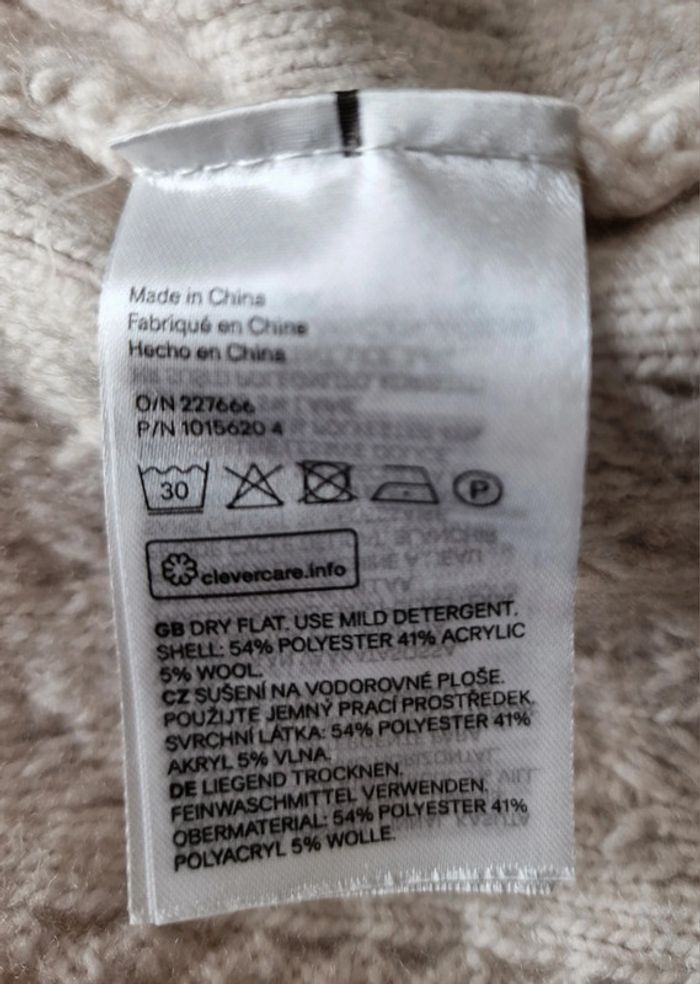 Made in China
Fabriqué en Chine
Hecho en China
O/N 227666
P/N 1015620 4
30
P
clevercare.info
GB DRY FLAT. USE MILD DETERGENT.
SHELL: 54% POLYESTER 41% ACRYLIC
5% WOOL.
CZ SUŠENÍ NA VODOROVNÉ PLOŠE.
POUŽIJTE JEMNÝ PRACÍ PROSTŘEDEK.
SVRCHNÍ LÁTKA: 54% POLYESTER 41%
AKRYL 5% VLNA.
DE LIEGEND TROCKNEN.
FEINWASCHMITTEL VERWENDEN.
OBERMATERIAL: 54% POLYESTER 41%
POLYACRYL 5% WOLLE.